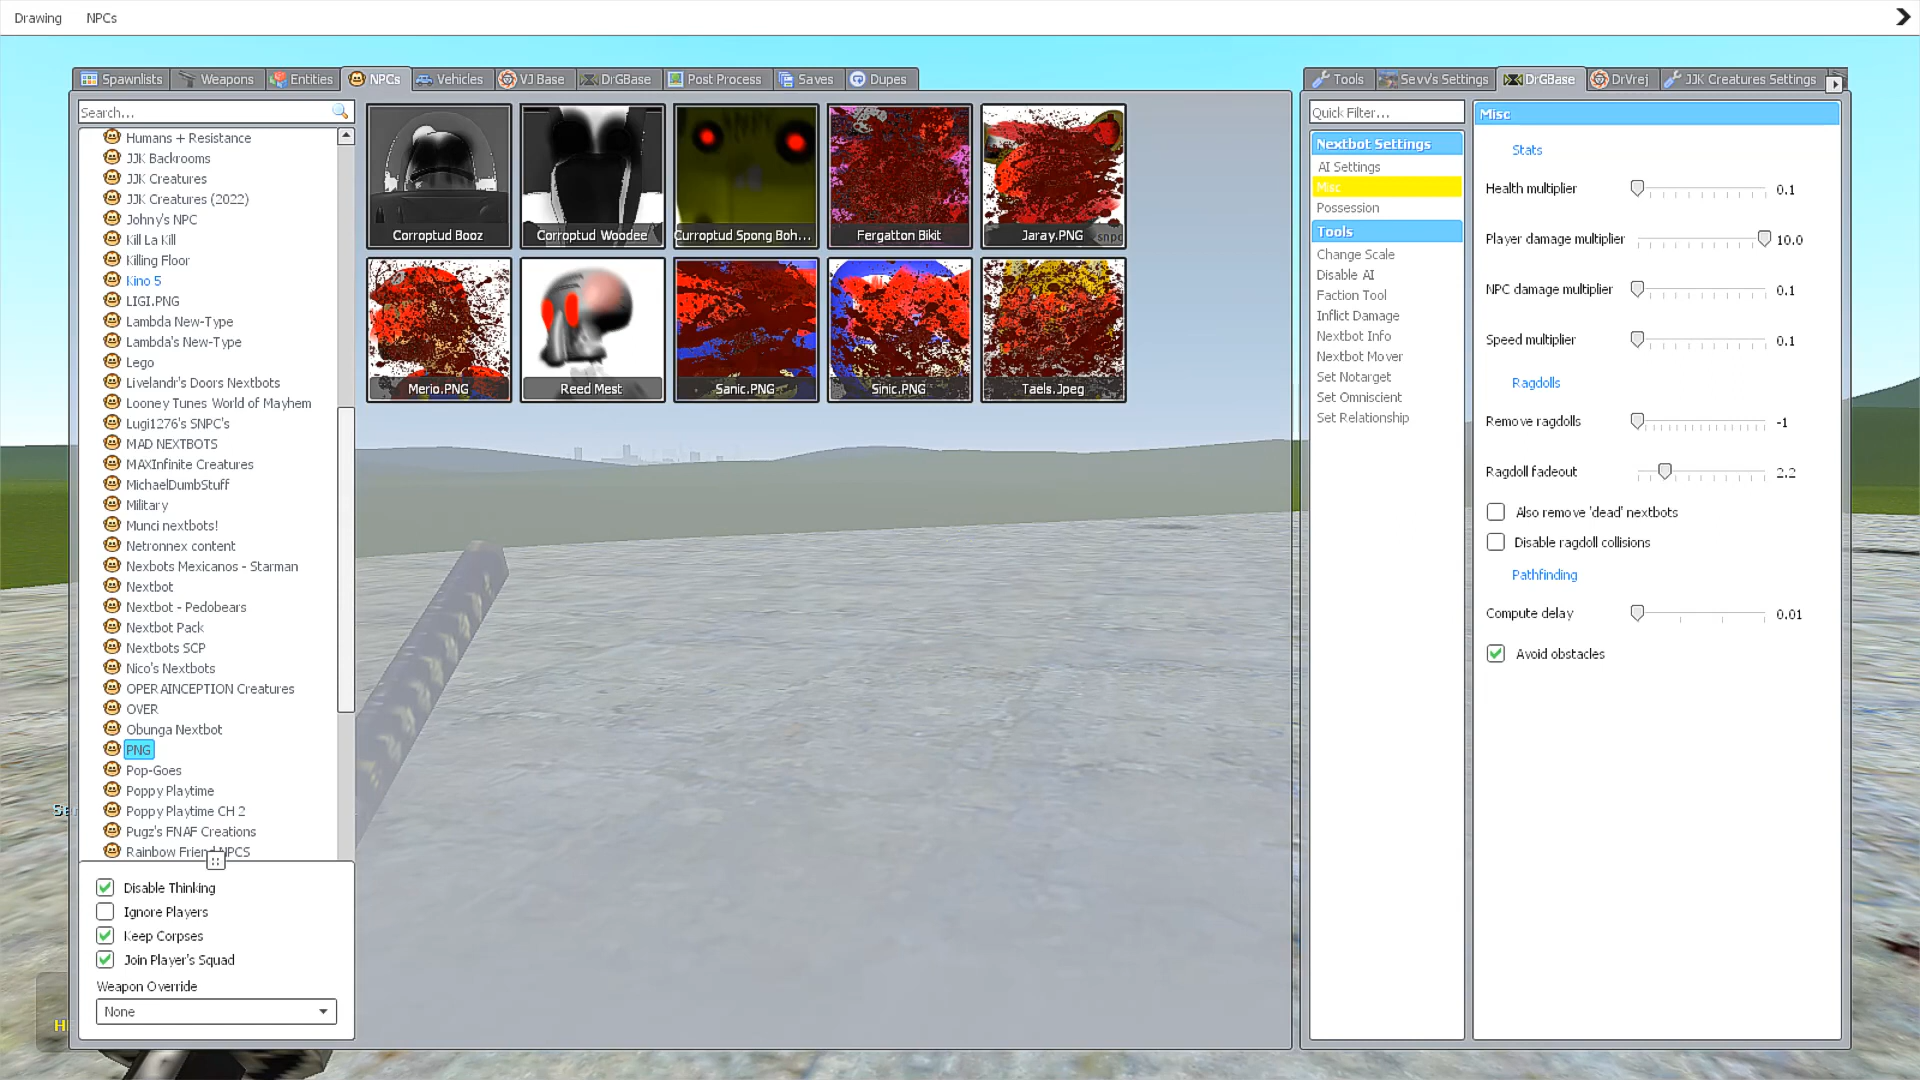 Drawing NPCs
Spawnlists Weapons Entities NPCs Vehicles VJ Base DrGBase Post Process Saves Dupes
Search...
Humans + Resistance
JJK Backrooms
JJK Creatures
JJK Creatures (2022)
Johny's NPC
Kill La Kill
Killing Floor
Kino 5
LIGI.PNG
Lambda New-Type
Lambda's New-Type
Lego
Livelandr's Doors Nextbots
Looney Tunes World of Mayhem
Lugi1276's SNPC's
MAD NEXTBOTS
MAXInfinite Creatures
MichaelDumbStuff
Military
Munci nextbots!
Netronnex content
Nexbots Mexicanos - Starman
Nextbot
Nextbot - Pedobears
Nextbot Pack
Nextbots SCP
Nico's Nextbots
OPERAINCEPTION Creatures
OVER
Obunga Nextbot
PNG
Pop-Goes
Poppy Playtime
Poppy Playtime CH 2
Pugz's FNAF Creations
Rainbow Friend NPCS
Disable Thinking
Ignore Players
Keep Corpses
Join Player's Squad
Weapon Override
None
Corroptud Booz
Corroptud Woodee
Curroptud Spong Boh...
Fergatton Bikit
Jaray.PNG
Merio.PNG
Reed Mest
Sanic.PNG
Sinic.PNG
Taels.Jpeg
Tools Sevv's Settings DrGBase DrVrej JJK Creatures Settings
Quick Filter...
Nextbot Settings
AI Settings
Misc
Possession
Tools
Change Scale
Disable AI
Faction Tool
Inflict Damage
Nextbot Info
Nextbot Mover
Set Notarget
Set Omniscient
Set Relationship
Misc
Stats
Health multiplier 0.1
Player damage multiplier 10.0
NPC damage multiplier 0.1
Speed multiplier 0.1
Ragdolls
Remove ragdolls -1
Ragdoll fadeout 2.2
Also remove 'dead' nextbots
Disable ragdoll collisions
Pathfinding
Compute delay 0.01
Avoid obstacles